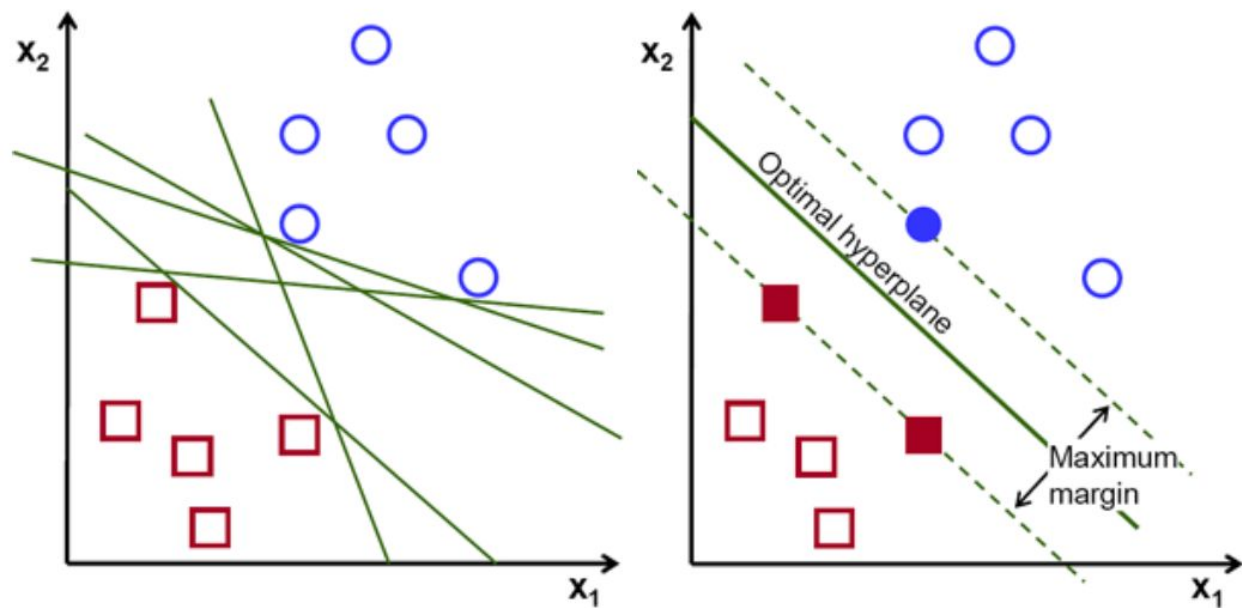 x₂
x₁
x₂
Optimal hyperplane
Maximum
margin
x₁